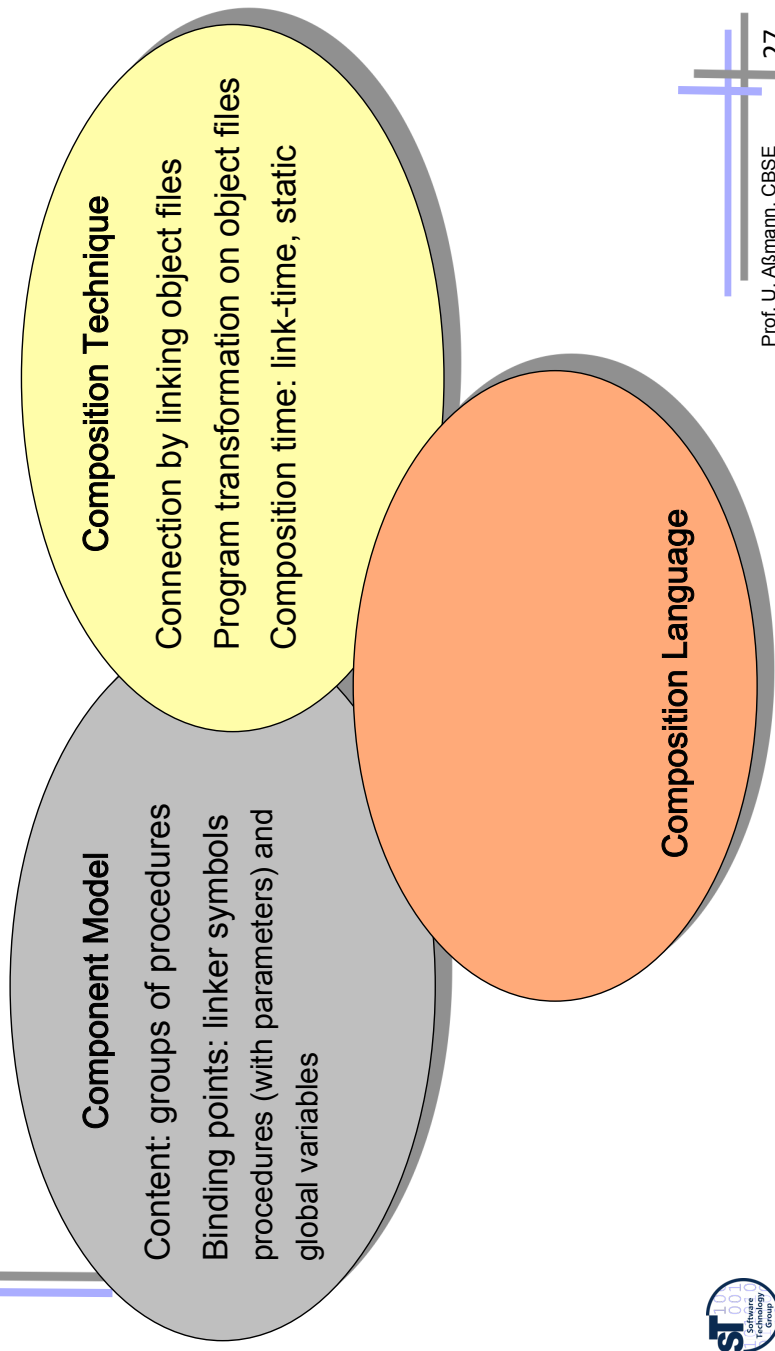 Component Model
Content: groups of procedures
Binding points: linker symbols
procedures (with parameters) and
global variables
Composition Technique
Connection by linking object files
Program transformation on object files
Composition time: link-time, static
Composition Language
Prof. U. Aßmann, CBSE
27
ST
Software
Technology
Group